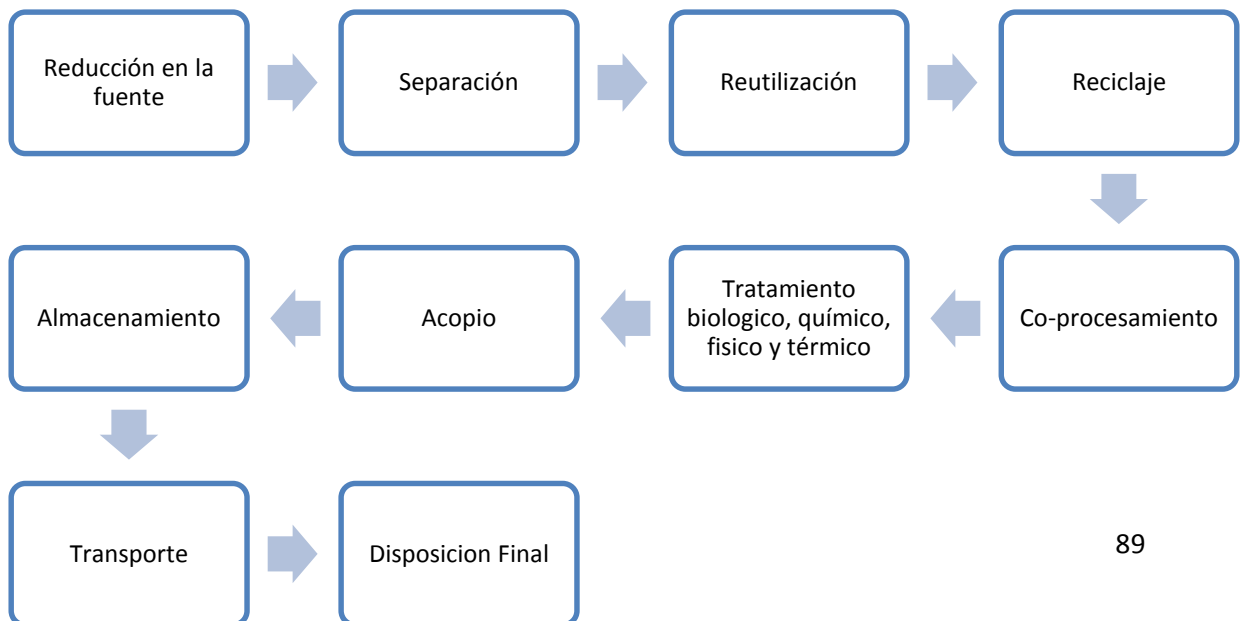 Reducción en la
fuente
Separación
Reutilización
Reciclaje
Co-procesamiento
Tratamiento
biologico, químico,
fisico y térmico
Acopio
Almacenamiento
Transporte
Disposicion Final
89